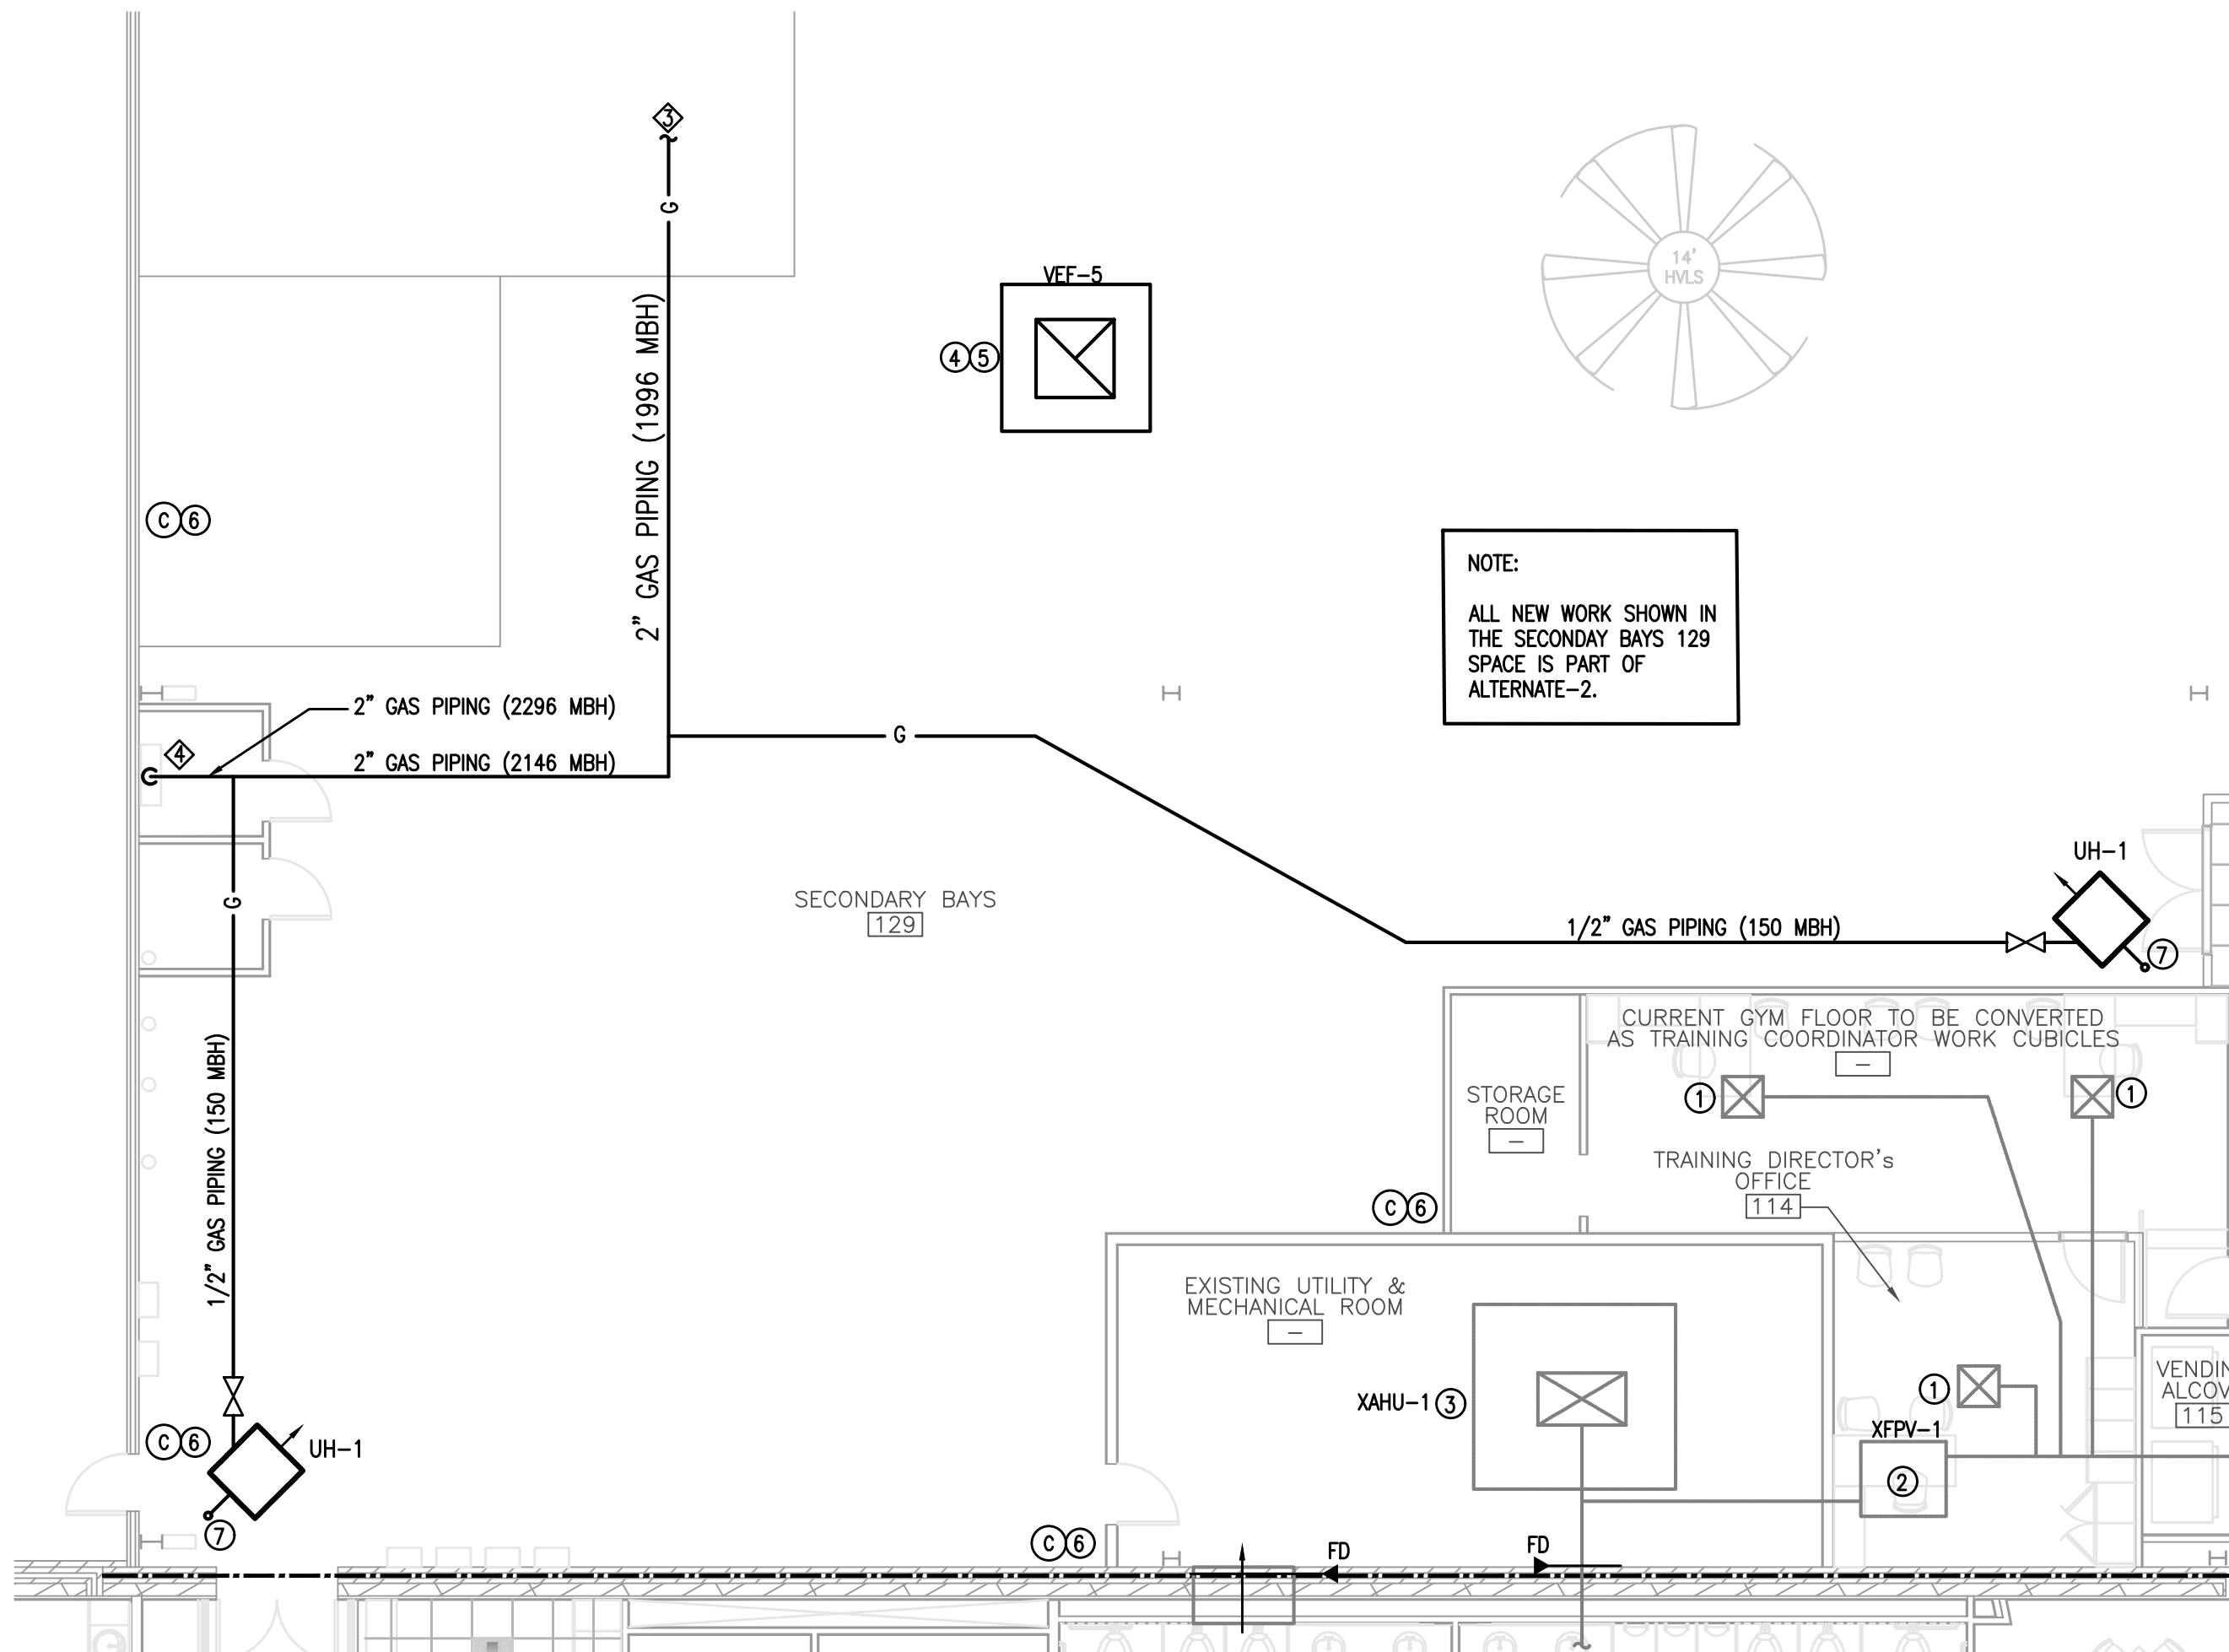 3
G
2" GAS PIPING (1996 MBH)
VEF-5
4 5
14'
HVLS
C 6
NOTE:
ALL NEW WORK SHOWN IN
THE SECONDAY BAYS 129
SPACE IS PART OF
ALTERNATE-2.
2" GAS PIPING (2296 MBH)
4
2" GAS PIPING (2146 MBH)
G
G
SECONDARY BAYS
129
UH-1
1/2" GAS PIPING (150 MBH)
7
1/2" GAS PIPING (150 MBH)
CURRENT GYM FLOOR TO BE CONVERTED
AS TRAINING COORDINATOR WORK CUBICLES
-
1
1
STORAGE
ROOM
-
TRAINING DIRECTOR's
OFFICE
114
C 6
EXISTING UTILITY &
MECHANICAL ROOM
-
XAHU-1 3
1
XFPV-1
2
VENDIN
ALCOV
115
C 6
UH-1
7
C 6
FD
FD